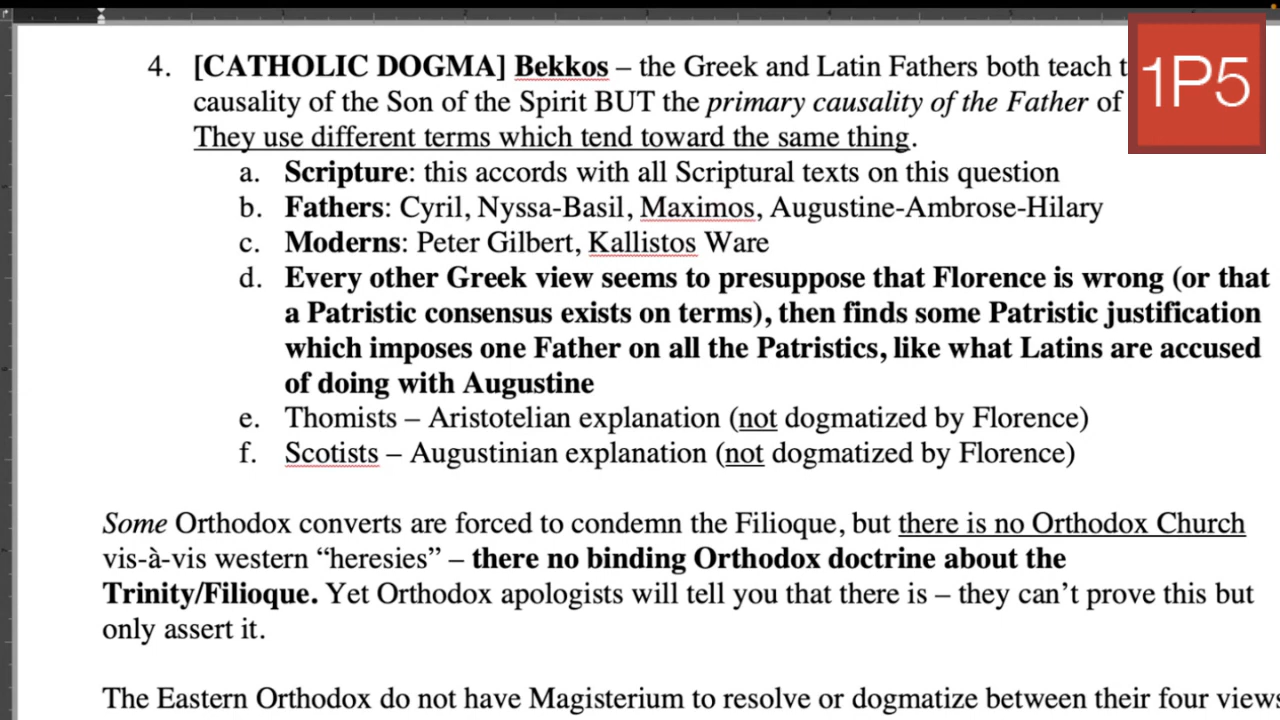 4. [CATHOLIC DOGMA] Bekkos – the Greek and Latin Fathers both teach
1P5
causality of the Son of the Spirit BUT the primary causality of the Father of
They use different terms which tend toward the same thing.
a. Scripture: this accords with all Scriptural texts on this question
b. Fathers: Cyril, Nyssa-Basil, Maximos, Augustine-Ambrose-Hilary
c. Moderns: Peter Gilbert, Kallistos Ware
d. Every other Greek view seems to presuppose that Florence is wrong (or that
a Patristic consensus exists on terms), then finds some Patristic justification
which imposes one Father on all the Patristics, like what Latins are accused
of doing with Augustine
e. Thomists – Aristotelian explanation (not dogmatized by Florence)
f. Scotists – Augustinian explanation (not dogmatized by Florence)
Some Orthodox converts are forced to condemn the Filioque, but there is no Orthodox Church
vis-à-vis western “heresies” – there no binding Orthodox doctrine about the
Trinity/Filioque. Yet Orthodox apologists will tell you that there is – they can’t prove this but
only assert it.
The Eastern Orthodox do not have Magisterium to resolve or dogmatize between their four views